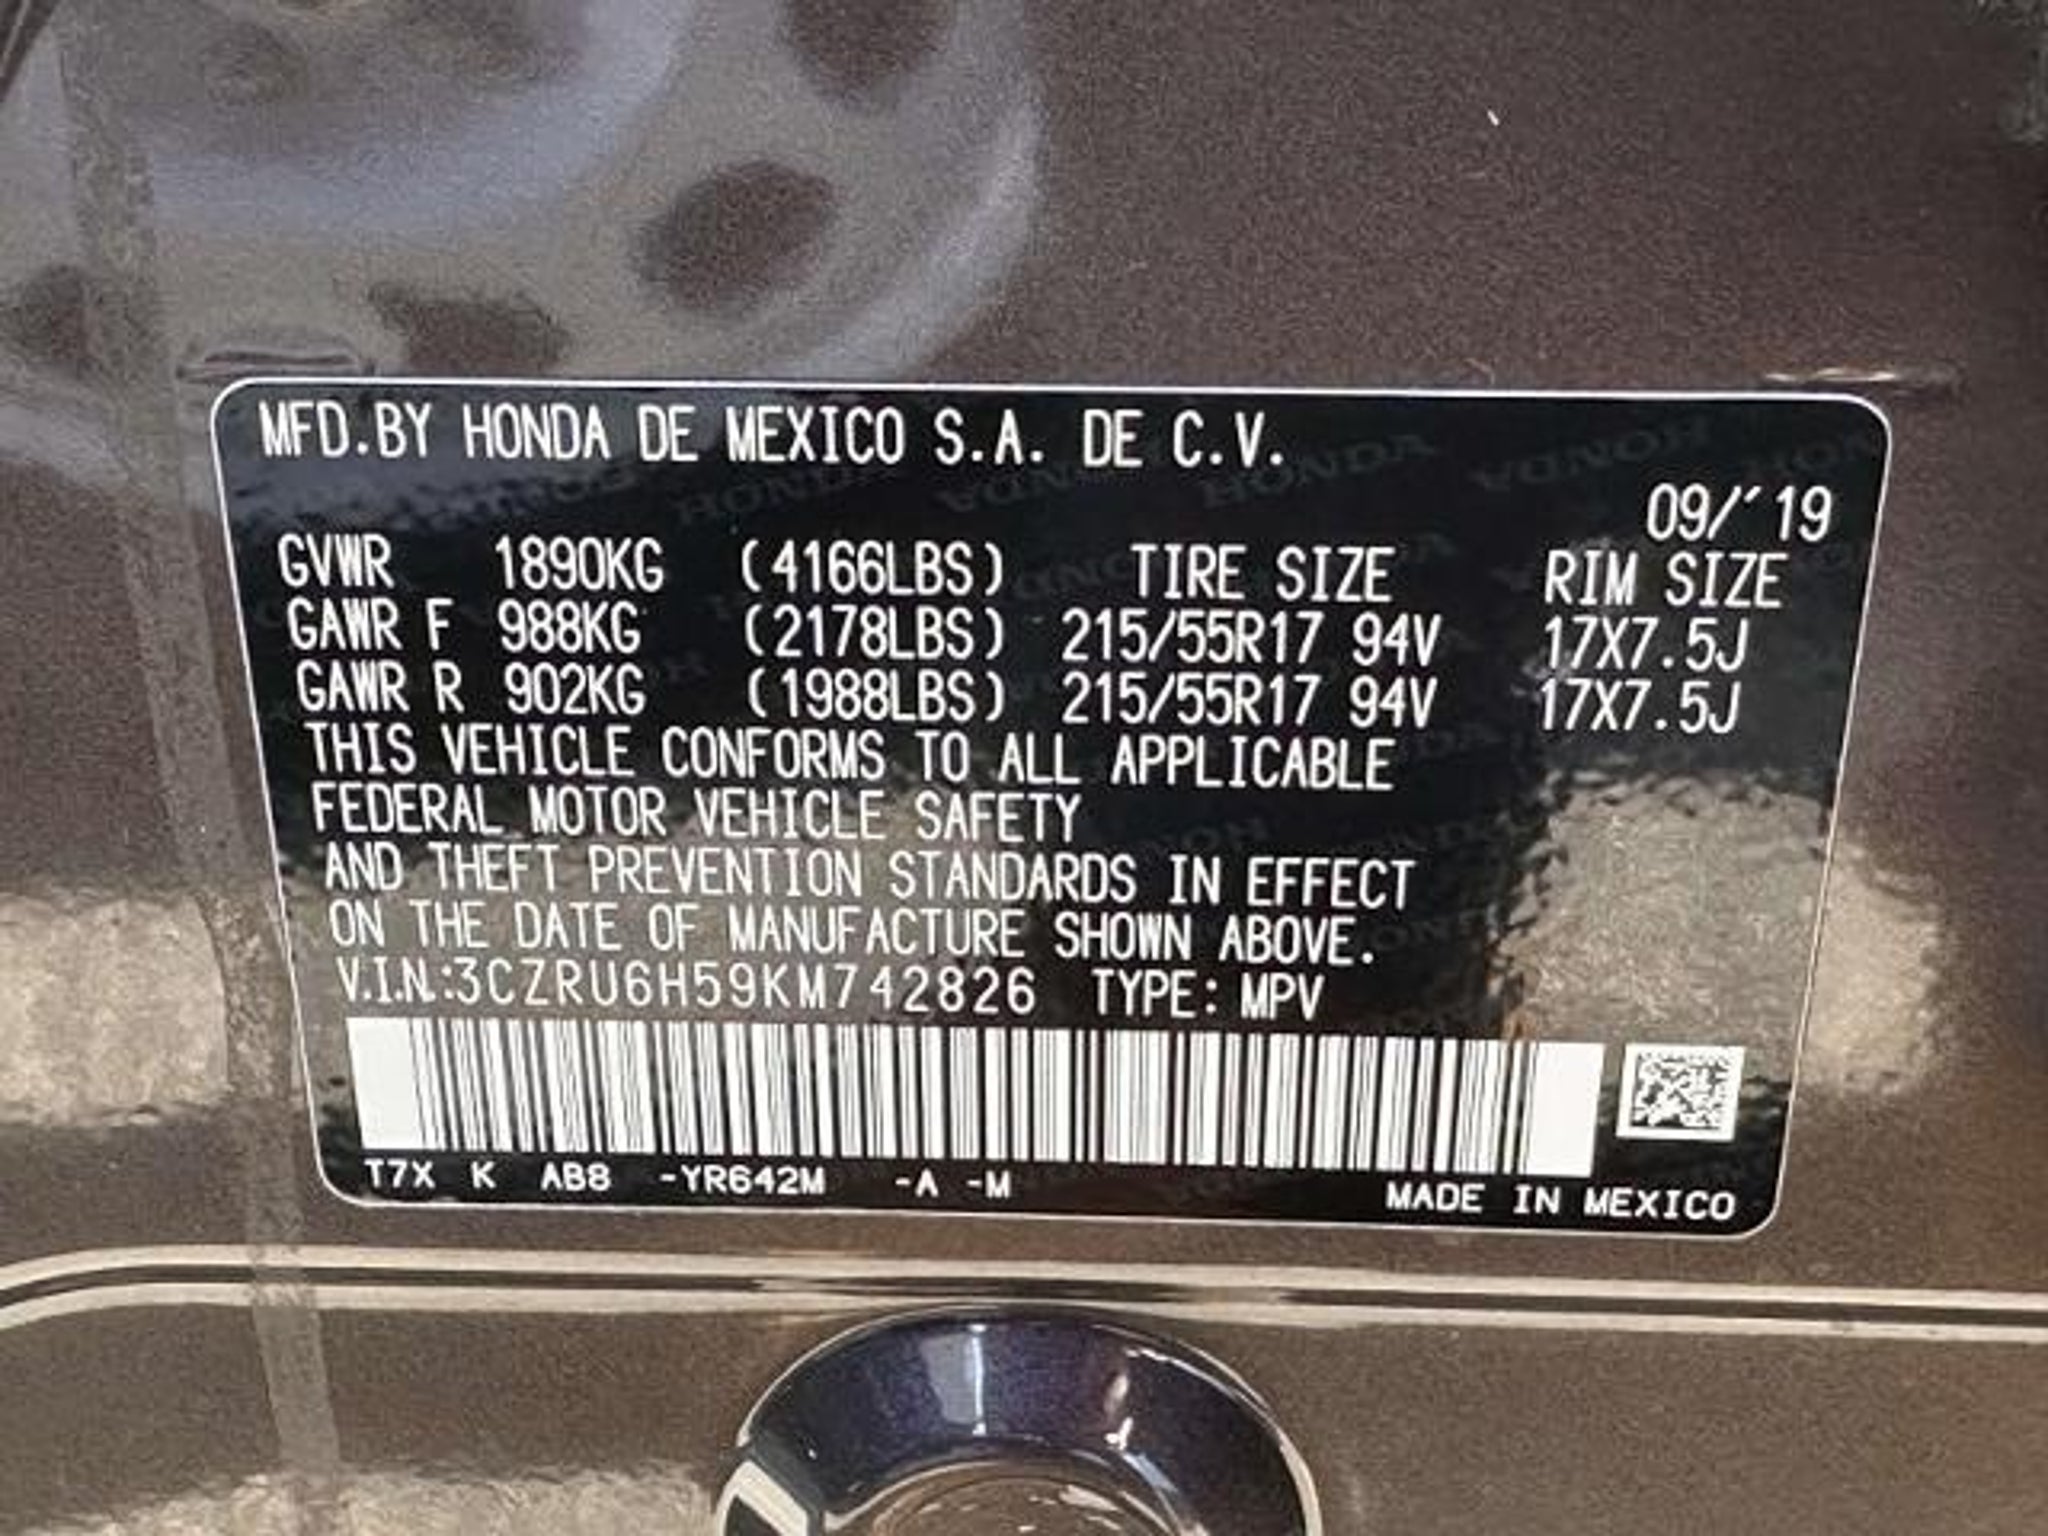 MFD.BY HONDA DE MEXICO S.A. DE C.V.
09/'19
GVWR 1890KG (4166LBS) TIRE SIZE RIM SIZE
GAWR F 988KG (2178LBS) 215/55R17 94V 17X7.5J
GAWR R 902KG (1988LBS) 215/55R17 94V 17X7.5J
THIS VEHICLE CONFORMS TO ALL APPLICABLE
FEDERAL MOTOR VEHICLE SAFETY
AND THEFT PREVENTION STANDARDS IN EFFECT
ON THE DATE OF MANUFACTURE SHOWN ABOVE.
V.I.N.:3CZRU6H59KM742826 TYPE: MPV
T7X K AB8 -YR642M -A -M MADE IN MEXICO